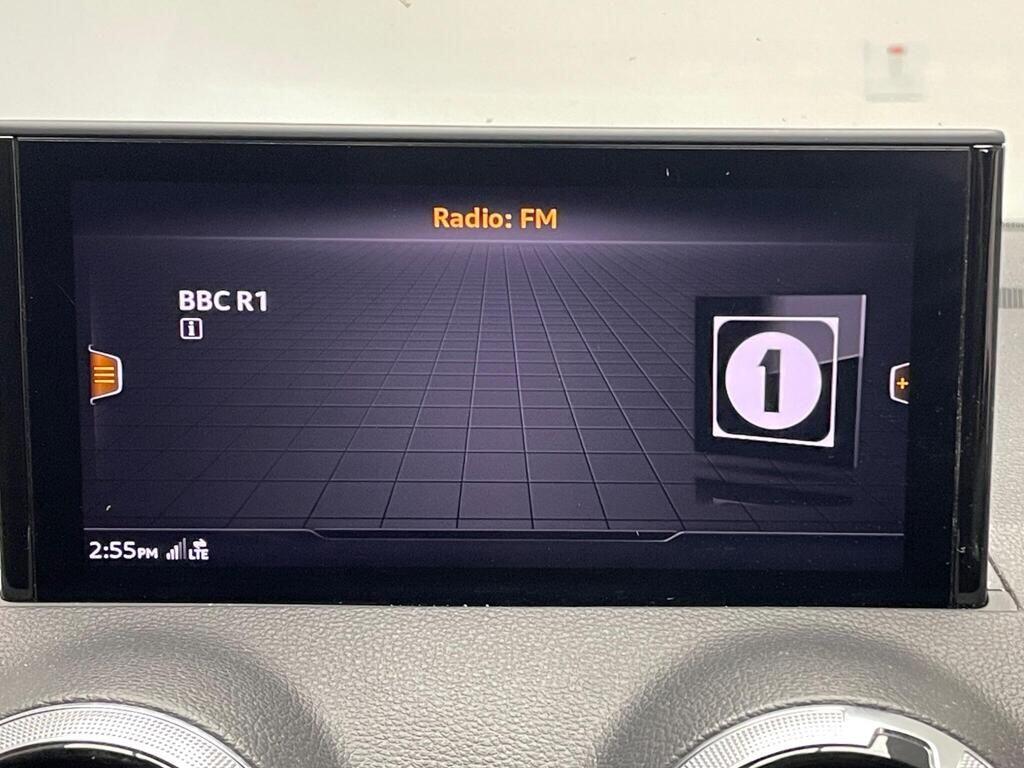 Radio: FM
BBC R1
i
1
+
2:55PM LTE